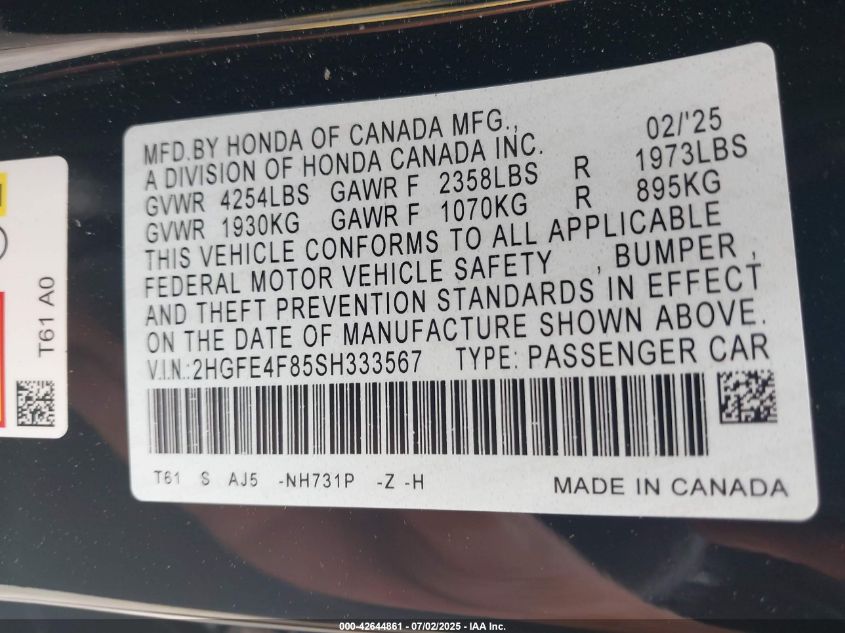 MFD.BY HONDA OF CANADA MFG., 02/'25
A DIVISION OF HONDA CANADA INC.
GVWR 4254LBS GAWR F 2358LBS R 1973LBS
GVWR 1930KG GAWR F 1070KG R 895KG
THIS VEHICLE CONFORMS TO ALL APPLICABLE
FEDERAL MOTOR VEHICLE SAFETY , BUMPER ,
AND THEFT PREVENTION STANDARDS IN EFFECT
ON THE DATE OF MANUFACTURE SHOWN ABOVE.
V.I.N.:2HGFE4F85SH333567 TYPE: PASSENGER CAR
T61 S AJ5 -NH731P -Z -H
MADE IN CANADA
T61 A0
000-42644861 - 07/02/2025 - IAA Inc.